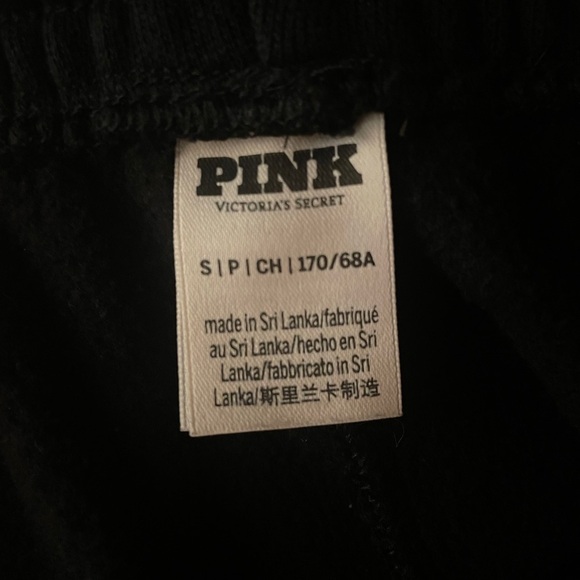 PINK
VICTORIA'S SECRET
S | P | CH | 170/68A
made in Sri Lanka/fabriqué
au Sri Lanka/hecho en Sri
Lanka/fabbricato in Sri
Lanka/斯里兰卡制造